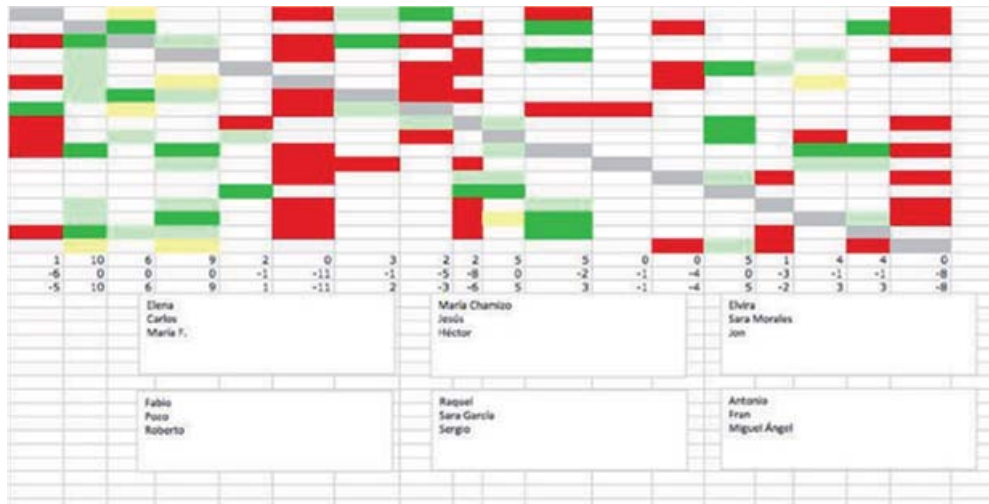 1 10 6 9 2 0 3 2 2 5 5 0 0 5 1 4 4 0
-6 0 0 0 -1 -11 -1 -5 -8 0 -2 -1 -4 0 -3 -1 -1 -8
-5 10 6 9 1 -11 2 -3 -6 5 3 -1 -4 5 -2 3 3 -8
Elena
Carlos
María F.
María Chamizo
Jesús
Héctor
Elvira
Sara Morales
Jon
Fabio
Poco
Roberto
Raquel
Sara García
Sergio
Antonio
Fran
Miguel Ángel